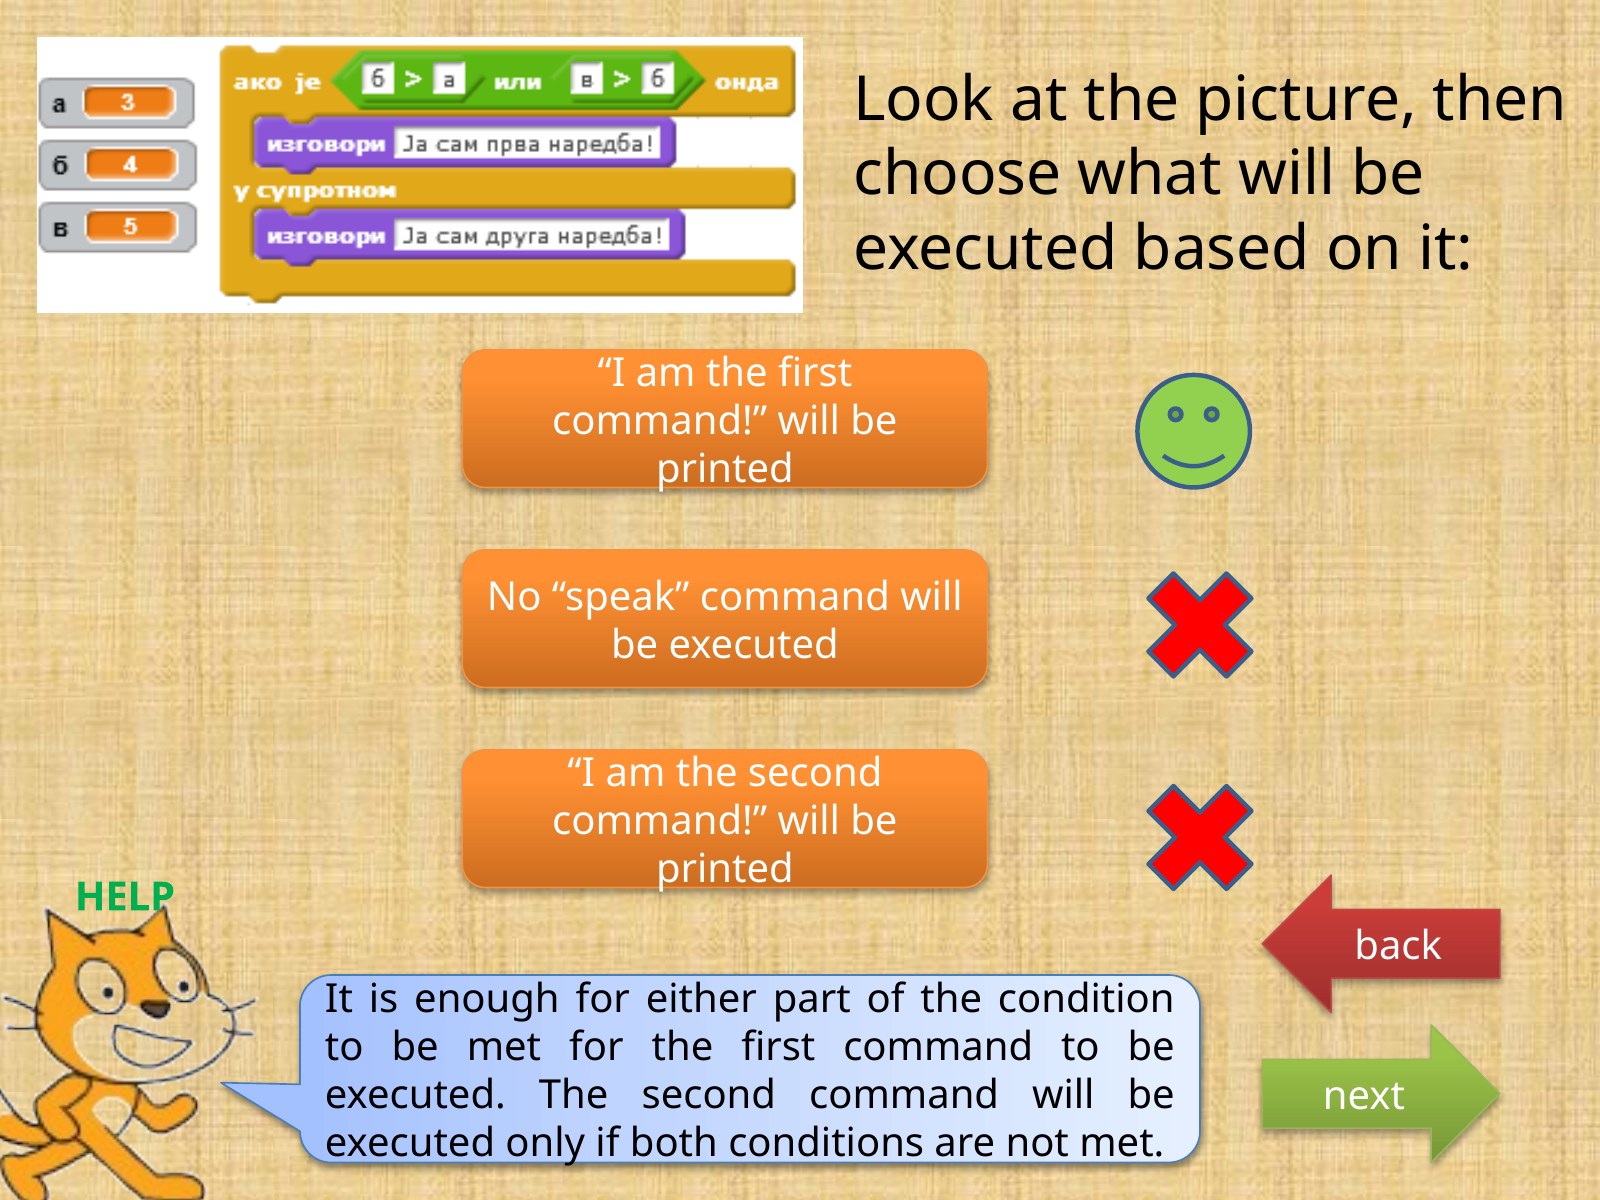 а 3
б 4
в 5
ако је б > а или в > б онда
изговори Ја сам прва наредба!
у супротном
изговори Ја сам друга наредба!
Look at the picture, then
choose what will be
executed based on it:
“I am the first
command!” will be
printed
No “speak” command will
be executed
“I am the second
command!” will be
printed
HELP
It is enough for either part of the condition
to be met for the first command to be
executed. The second command will be
executed only if both conditions are not met.
back
next